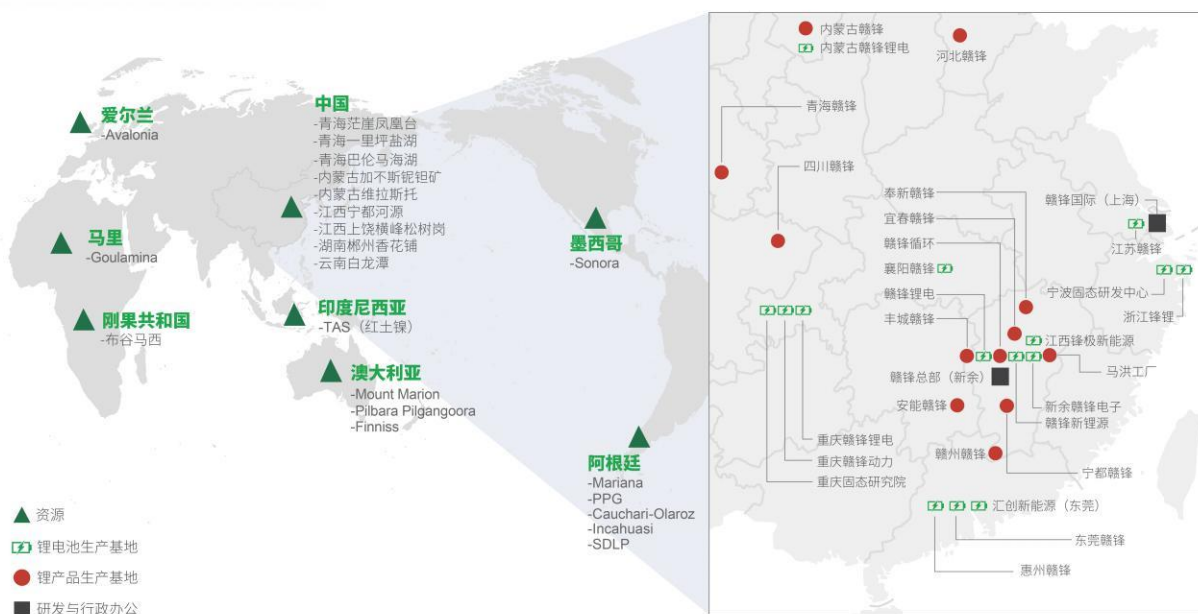 爱尔兰
-Avalonia
中国
-青海茫崖凤凰台
-青海一里坪盐湖
-青海巴伦马海湖
-内蒙古加不斯铌钽矿
-内蒙古维拉斯托
-江西宁都河源
-江西上饶横峰松树岗
-湖南郴州香花铺
-云南白龙潭
马里
-Goulamina
刚果共和国
-布谷马西
印度尼西亚
-TAS（红土镍）
澳大利亚
-Mount Marion
-Pilbara Pilgangoora
-Finniss
墨西哥
-Sonora
阿根廷
-Mariana
-PPG
-Cauchari-Olaroz
-Incahuasi
-SDLP
资源
锂电池生产基地
锂产品生产基地
研发与行政办公
内蒙古赣锋
内蒙古赣锋锂电
河北赣锋
青海赣锋
四川赣锋
奉新赣锋
宜春赣锋
赣锋循环
襄阳赣锋
赣锋锂电
丰城赣锋
赣锋国际（上海）
江苏赣锋
宁波固态研发中心
浙江锋锂
江西锋极新能源
赣锋总部（新余）
马洪工厂
安能赣锋
新余赣锋电子
赣锋新锂源
重庆赣锋锂电
重庆赣锋动力
重庆固态研究院
赣州赣锋
宁都赣锋
汇创新能源（东莞）
东莞赣锋
惠州赣锋